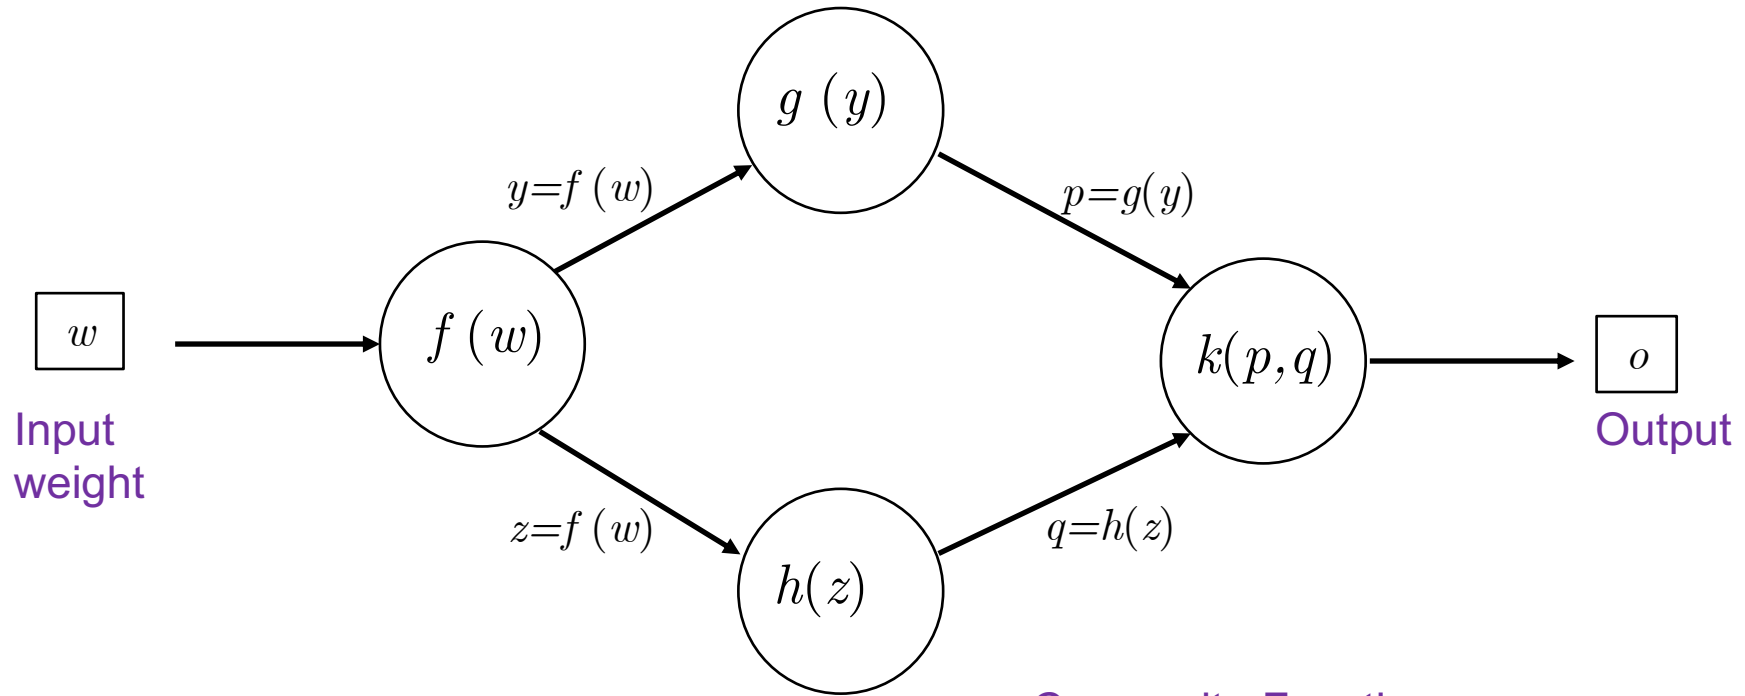 g (y)
y=f (w)
p=g(y)
w
f (w)
k(p,q)
o
Input
weight
Output
z=f (w)
q=h(z)
h(z)